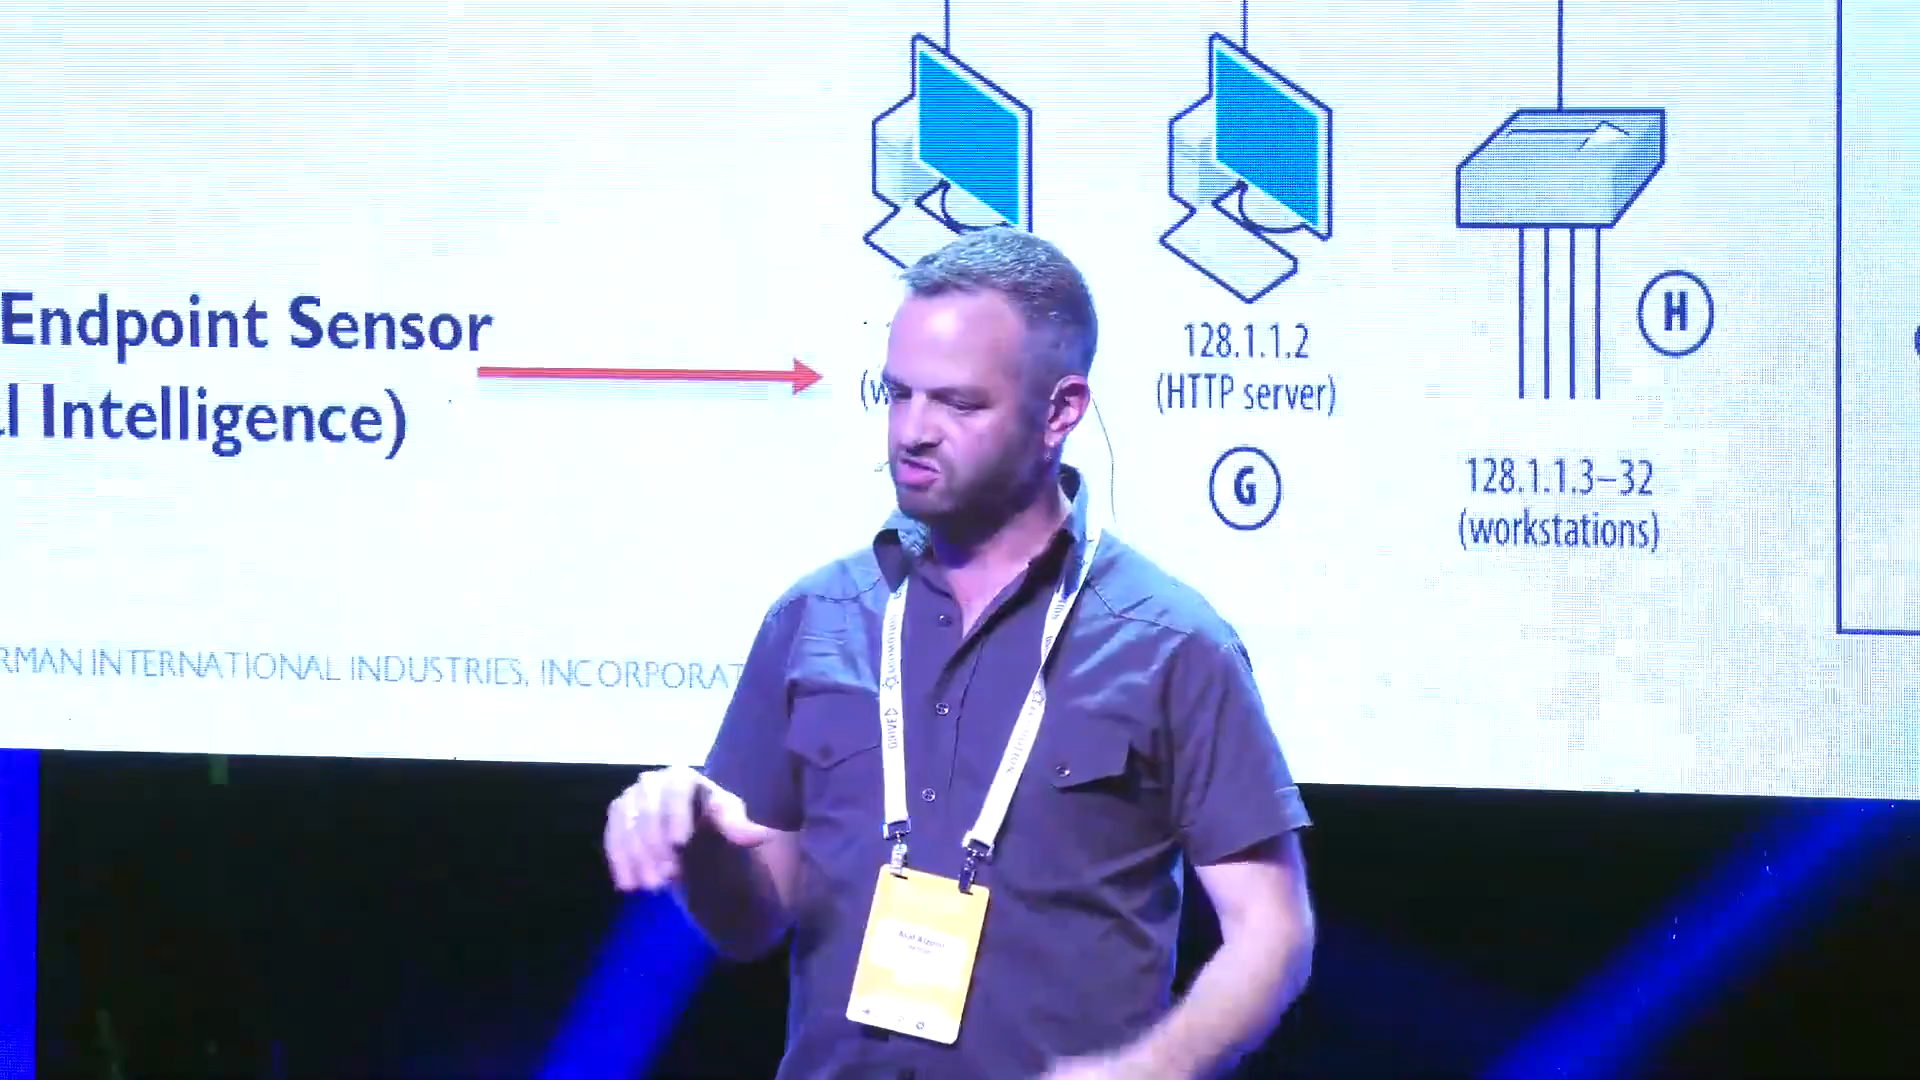 Endpoint Sensor
l Intelligence)
128.1.1.2
(HTTP server)
G
H
128.1.1.3–32
(workstations)
RMAN INTERNATIONAL INDUSTRIES, INCORPORAT